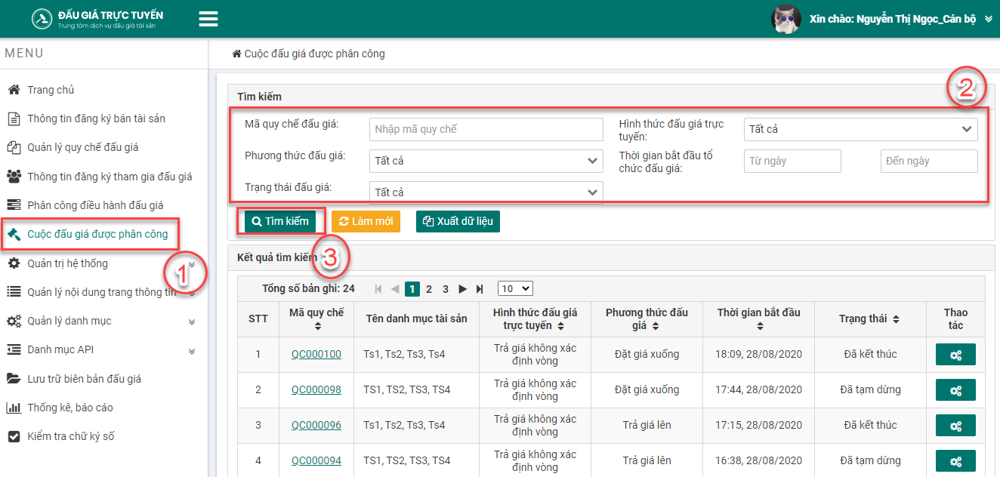 ĐẤU GIÁ TRỰC TUYẾN
Trung tâm dịch vụ đấu giá tài sản
Xin chào: Nguyễn Thị Ngọc_Cán bộ
MENU
Trang chủ
Thông tin đăng ký bán tài sản
Quản lý quy chế đấu giá
Thông tin đăng ký tham gia đấu giá
Phân công điều hành đấu giá
Cuộc đấu giá được phân công
1
Quản trị hệ thống
Quản lý nội dung trang thông tin
Quản lý danh mục
Danh mục API
Lưu trữ biên bản đấu giá
Thống kê, báo cáo
Kiểm tra chữ ký số
Cuộc đấu giá được phân công
Tìm kiếm
2
Mã quy chế đấu giá:
Nhập mã quy chế
Hình thức đấu giá trực
tuyến:
Tất cả
Phương thức đấu giá:
Tất cả
Thời gian bắt đầu tổ
chức đấu giá:
Từ ngày
Đến ngày
Trạng thái đấu giá:
Tất cả
Tìm kiếm
Làm mới
Xuất dữ liệu
3
Kết quả tìm kiếm
Tổng số bản ghi: 24
1 2 3
10
STT
Mã quy chế
Tên danh mục tài sản
Hình thức đấu giá
trực tuyến
Phương thức đấu
giá
Thời gian bắt đầu
Trạng thái
Thao
tác
1
QC000100
Ts1, Ts2, Ts3, Ts4
Trả giá không xác
định vòng
Đặt giá xuống
18:09, 28/08/2020
Đã kết thúc
2
QC000098
TS1, TS2, TS3, TS4
Trả giá không xác
định vòng
Đặt giá xuống
17:44, 28/08/2020
Đã tạm dừng
3
QC000096
Ts1, Ts2, Ts3, Ts4
Trả giá không xác
định vòng
Trả giá lên
17:15, 28/08/2020
Đã kết thúc
4
QC000094
TS1, TS2, TS3, TS4
Trả giá không xác
định vòng
Trả giá lên
16:38, 28/08/2020
Đã tạm dừng